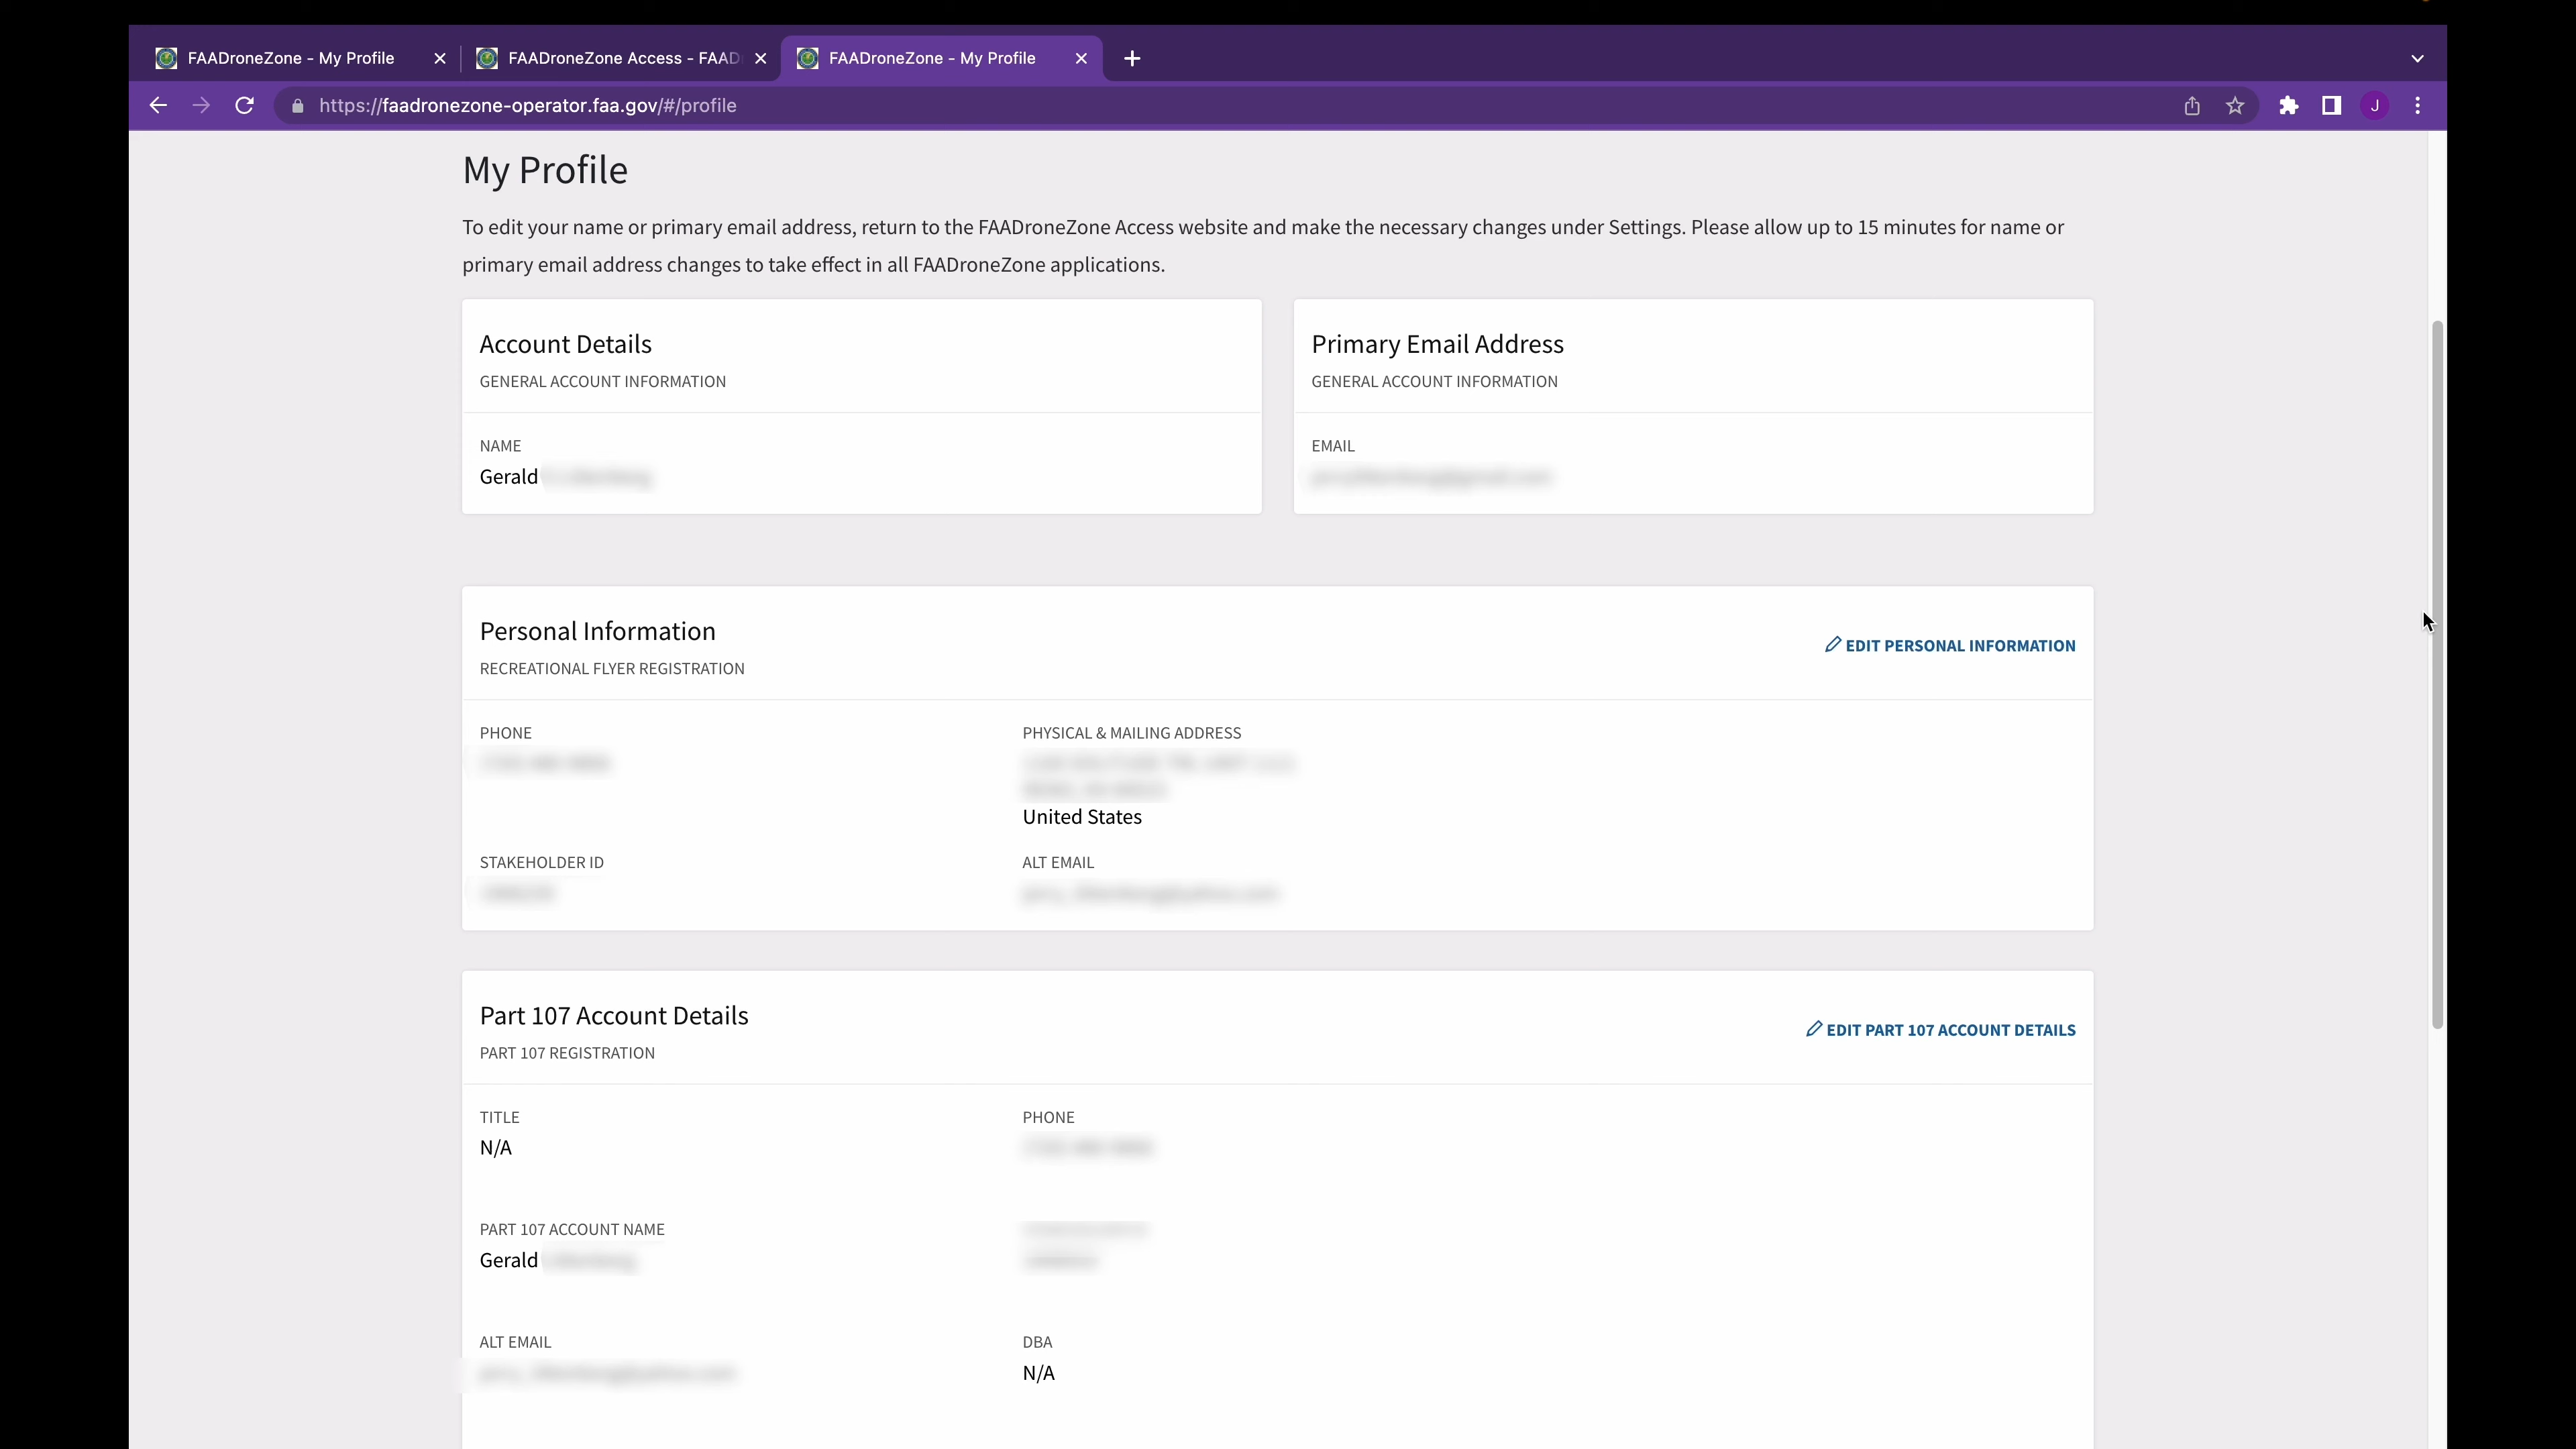 FAADroneZone - My Profile
FAADroneZone Access - FAAD
FAADroneZone - My Profile
https://faadronezone-operator.faa.gov/#/profile
J
My Profile
To edit your name or primary email address, return to the FAADroneZone Access website and make the necessary changes under Settings. Please allow up to 15 minutes for name or
primary email address changes to take effect in all FAADroneZone applications.
Account Details
GENERAL ACCOUNT INFORMATION
NAME
Gerald
Primary Email Address
GENERAL ACCOUNT INFORMATION
EMAIL
Personal Information
RECREATIONAL FLYER REGISTRATION
EDIT PERSONAL INFORMATION
PHONE
PHYSICAL & MAILING ADDRESS
United States
STAKEHOLDER ID
ALT EMAIL
Part 107 Account Details
PART 107 REGISTRATION
EDIT PART 107 ACCOUNT DETAILS
TITLE
N/A
PHONE
PART 107 ACCOUNT NAME
Gerald
ALT EMAIL
DBA
N/A